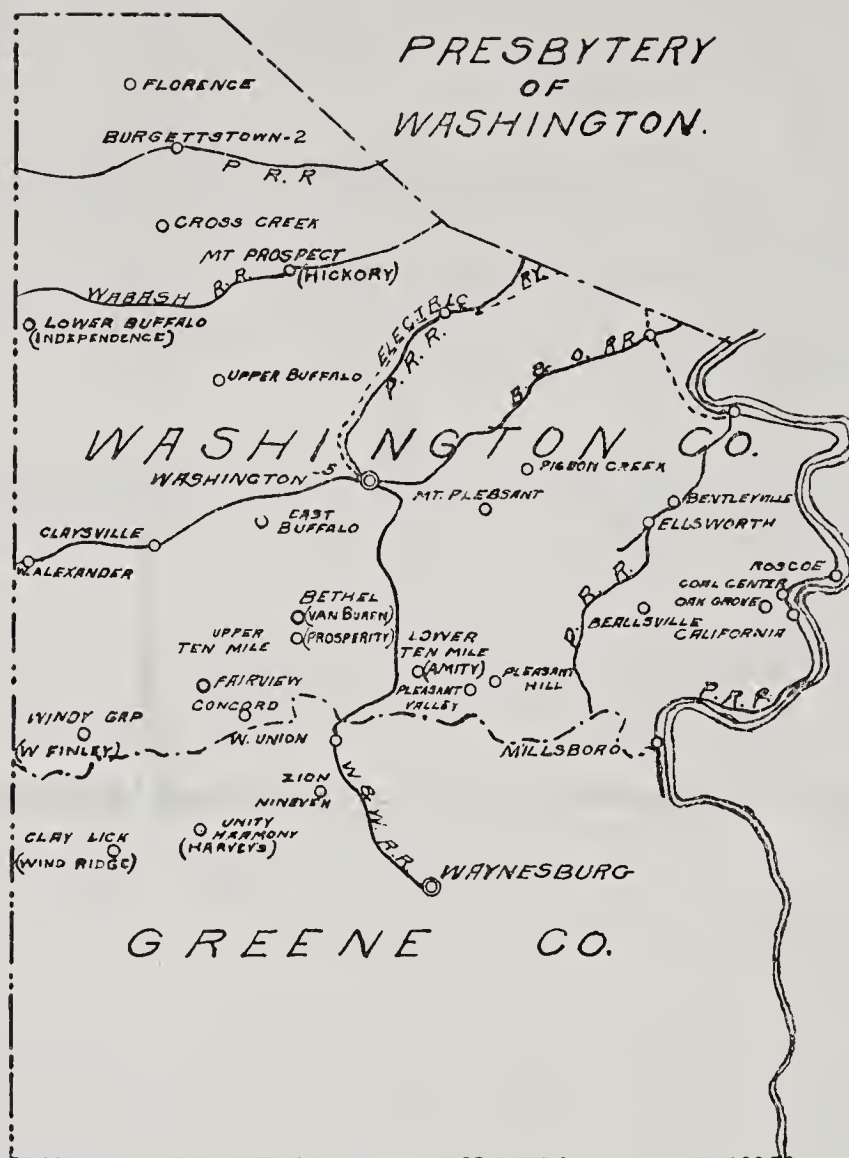 PRESBYTERY
OF
WASHINGTON.
FLORENCE
BURGETTSTOWN-2
P. R. R
CROSS CREEK
MT PROSPECT
(HICKORY)
WABASH R. R.
LOWER BUFFALO
(INDEPENDENCE)
ELECTRIC RY.
P. R. R.
B & O. RR.
UPPER BUFFALO
WASHINGTON CO.
WASHINGTON-5
PIGEON CREEK
MT. PLEASANT
BENTLEYVILLE
ELLSWORTH
EAST
BUFFALO
CLAYSVILLE
W. ALEXANDER
ROSCOE
COAL CENTER
OAK GROVE
CALIFORNIA
BEALLSVILLE
R. R.
BETHEL
(VAN BUREN)
UPPER
TEN MILE
(PROSPERITY)
LOWER
TEN MILE
(AMITY)
PLEASANT
HILL
PLEASANT
VALLEY
FAIRVIEW
CONCORD
P. R. R.
WINDY GAP
(W FINLEY)
W. UNION
MILLSBORO
ZION
NINEVEH
W & W. R.R.
UNITY
HARMONY
(HARVEYS)
CLAY LICK
(WIND RIDGE)
WAYNESBURG
GREENE CO.